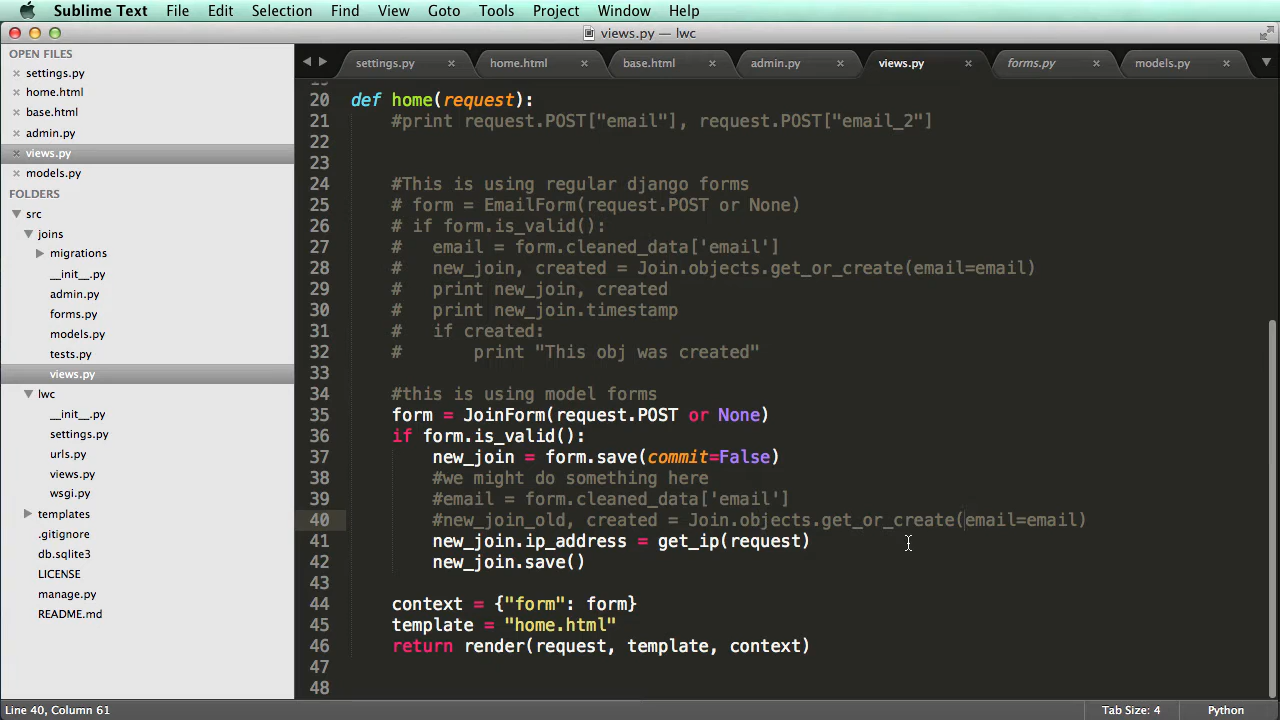 Sublime Text File Edit Selection Find View Goto Tools Project Window Help
views.py — lwc
OPEN FILES
settings.py
home.html
base.html
admin.py
views.py
models.py
FOLDERS
src
joins
migrations
__init__.py
admin.py
forms.py
models.py
tests.py
views.py
lwc
__init__.py
settings.py
urls.py
views.py
wsgi.py
templates
.gitignore
db.sqlite3
LICENSE
manage.py
README.md
settings.py home.html base.html admin.py views.py forms.py models.py
20 def home(request):
21 #print request.POST["email"], request.POST["email_2"]
22
23
24 #This is using regular django forms
25 # form = EmailForm(request.POST or None)
26 # if form.is_valid():
27 # email = form.cleaned_data['email']
28 # new_join, created = Join.objects.get_or_create(email=email)
29 # print new_join, created
30 # print new_join.timestamp
31 # if created:
32 # print "This obj was created"
33
34 #this is using model forms
35 form = JoinForm(request.POST or None)
36 if form.is_valid():
37 new_join = form.save(commit=False)
38 #we might do something here
39 #email = form.cleaned_data['email']
40 #new_join_old, created = Join.objects.get_or_create(email=email)
41 new_join.ip_address = get_ip(request)
42 new_join.save()
43
44 context = {"form": form}
45 template = "home.html"
46 return render(request, template, context)
47
48
Line 40, Column 61 Tab Size: 4 Python